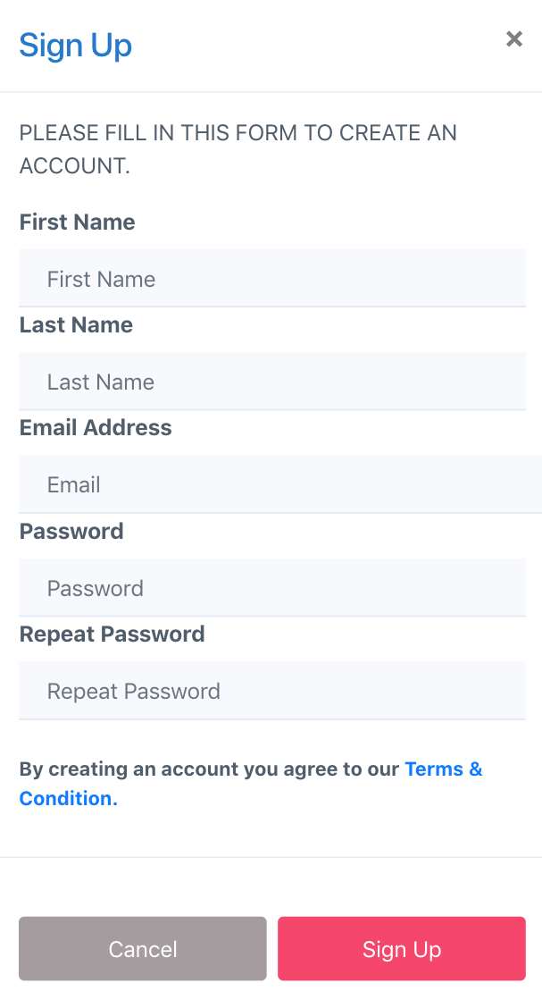 Sign Up
×
PLEASE FILL IN THIS FORM TO CREATE AN
ACCOUNT.
First Name
First Name
Last Name
Last Name
Email Address
Email
Password
Password
Repeat Password
Repeat Password
By creating an account you agree to our Terms &
Condition.
Cancel Sign Up